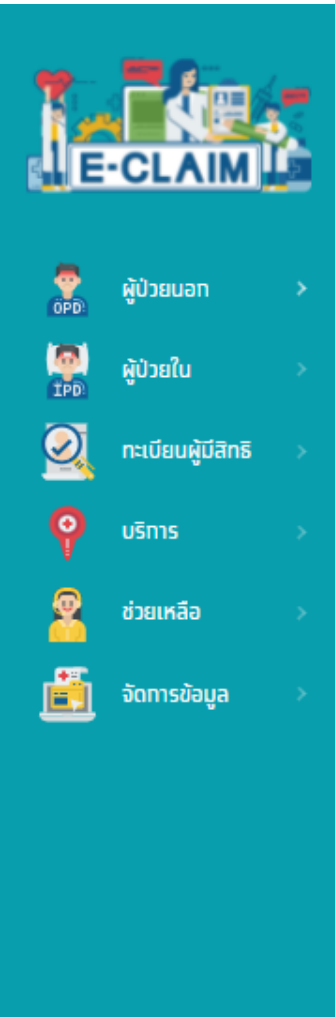 E-CLAIM
OPD
ผู้ป่วยนอก
IPD
ผู้ป่วยใน
ทะเบียนผู้มีสิทธิ
บริการ
ช่วยเหลือ
จัดการข้อมูล